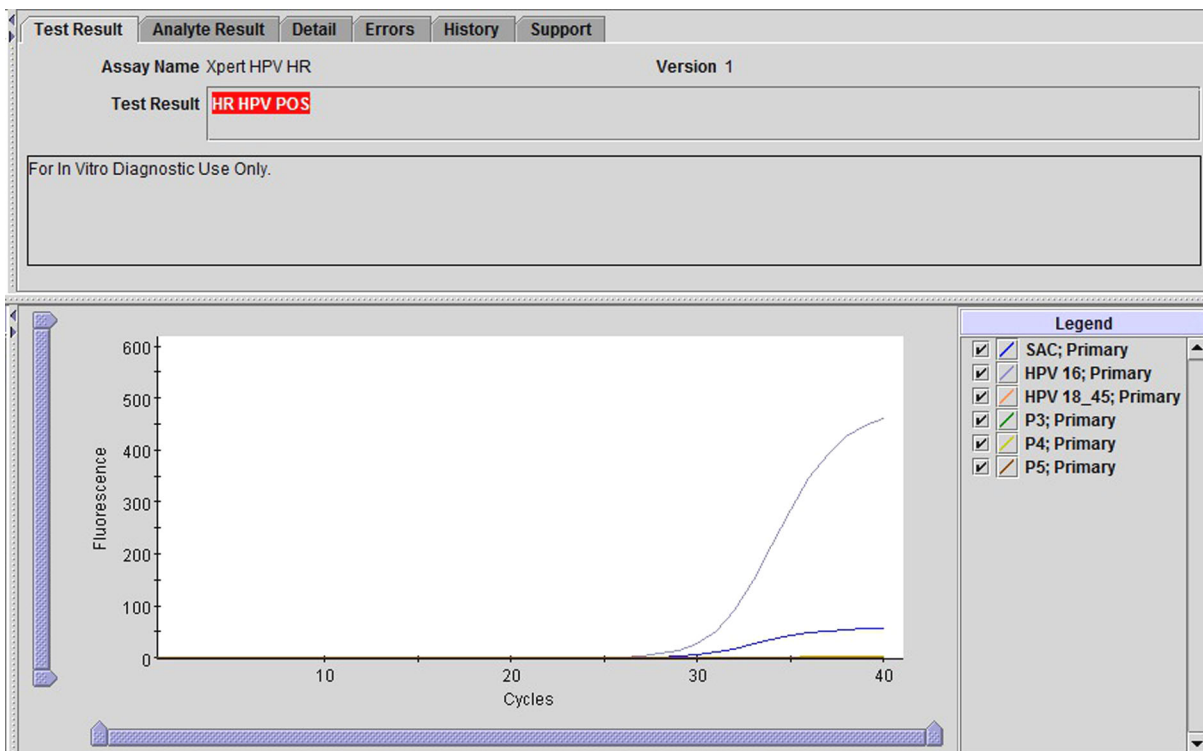 Test Result Analyte Result Detail Errors History Support
Assay Name Xpert HPV HR Version 1
Test Result HR HPV POS
For In Vitro Diagnostic Use Only.
Legend
SAC; Primary
HPV 16; Primary
HPV 18_45; Primary
P3; Primary
P4; Primary
P5; Primary
Fluorescence
600
500
400
300
200
100
0
10 20 30 40
Cycles